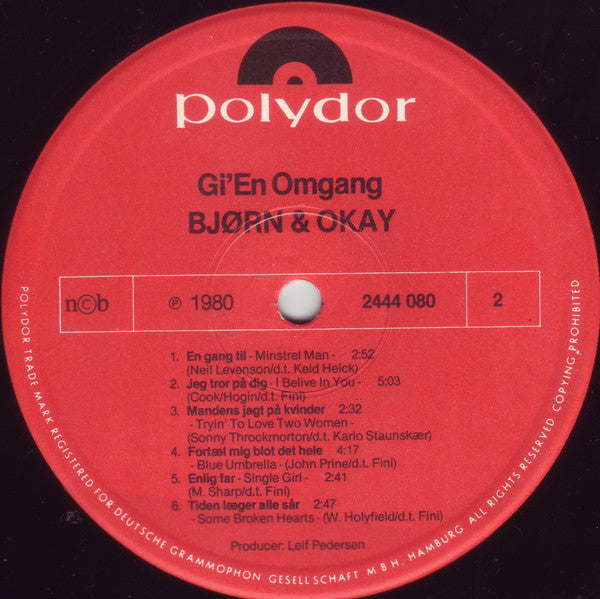 polydor
Gi'En Omgang
BJØRN & OKAY
n©b ℗ 1980 2444 080 2
1. En gang til - Minstrel Man - 2:52
(Neil Levenson/d.t. Keld Heick)
2. Jeg tror på dig - I Belive In You - 5:03
(Cook/Hogin/d.t. Fini)
3. Mandens jagt på kvinder 2:32
- Tryin' To Love Two Women -
(Sonny Throckmorton/d.t. Karlo Staunskær)
4. Fortæl mig blot det hele 4:17
- Blue Umbrella - (John Prine/d.t. Fini)
5. Enlig far - Single Girl - 2:41
(M. Sharp/d.t. Fini)
6. Tiden læger alle sår 2:47
- Some Broken Hearts - (W. Holyfield/d.t. Fini)
Producer: Leif Pedersen
POLYDOR TRADE MARK REGISTERED FOR DEUTSCHE GRAMMOPHON GESELLSCHAFT M B H, HAMBURG ALL RIGHTS RESERVED COPYING PROHIBITED